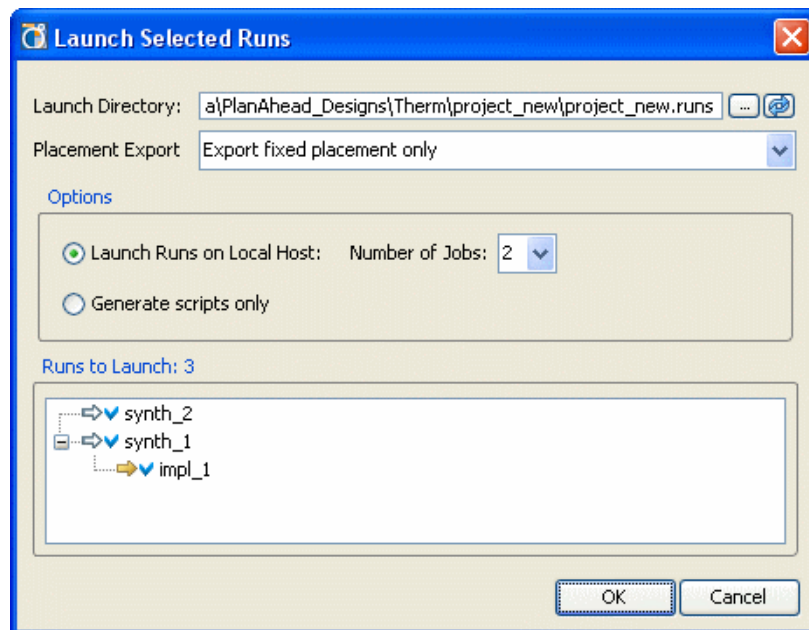 Launch Selected Runs
Launch Directory: a\PlanAhead_Designs\Therm\project_new\project_new.runs ...
Placement Export Export fixed placement only
Options
Launch Runs on Local Host: Number of Jobs: 2
Generate scripts only
Runs to Launch: 3
synth_2
synth_1
impl_1
OK Cancel